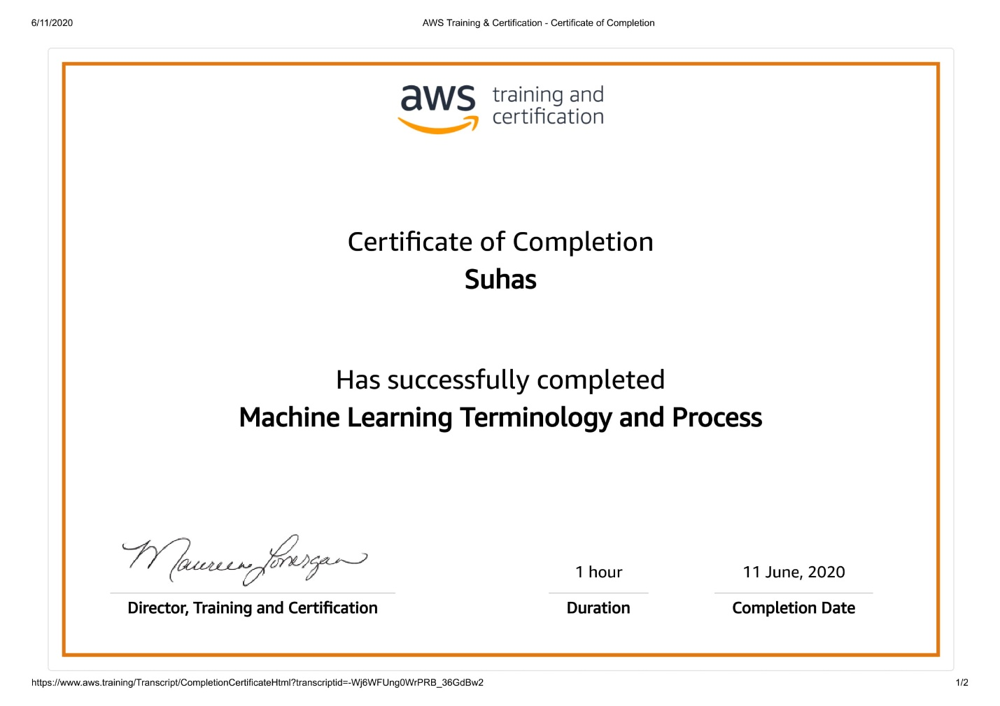 6/11/2020
AWS Training & Certification - Certificate of Completion
aws training and
certification
Certificate of Completion
Suhas
Has successfully completed
Machine Learning Terminology and Process
Maureen Lonergan
1 hour
11 June, 2020
Director, Training and Certification
Duration
Completion Date
https://www.aws.training/Transcript/CompletionCertificateHtml?transcriptid=-Wj6WFUng0WrPRB_36GdBw2
1/2